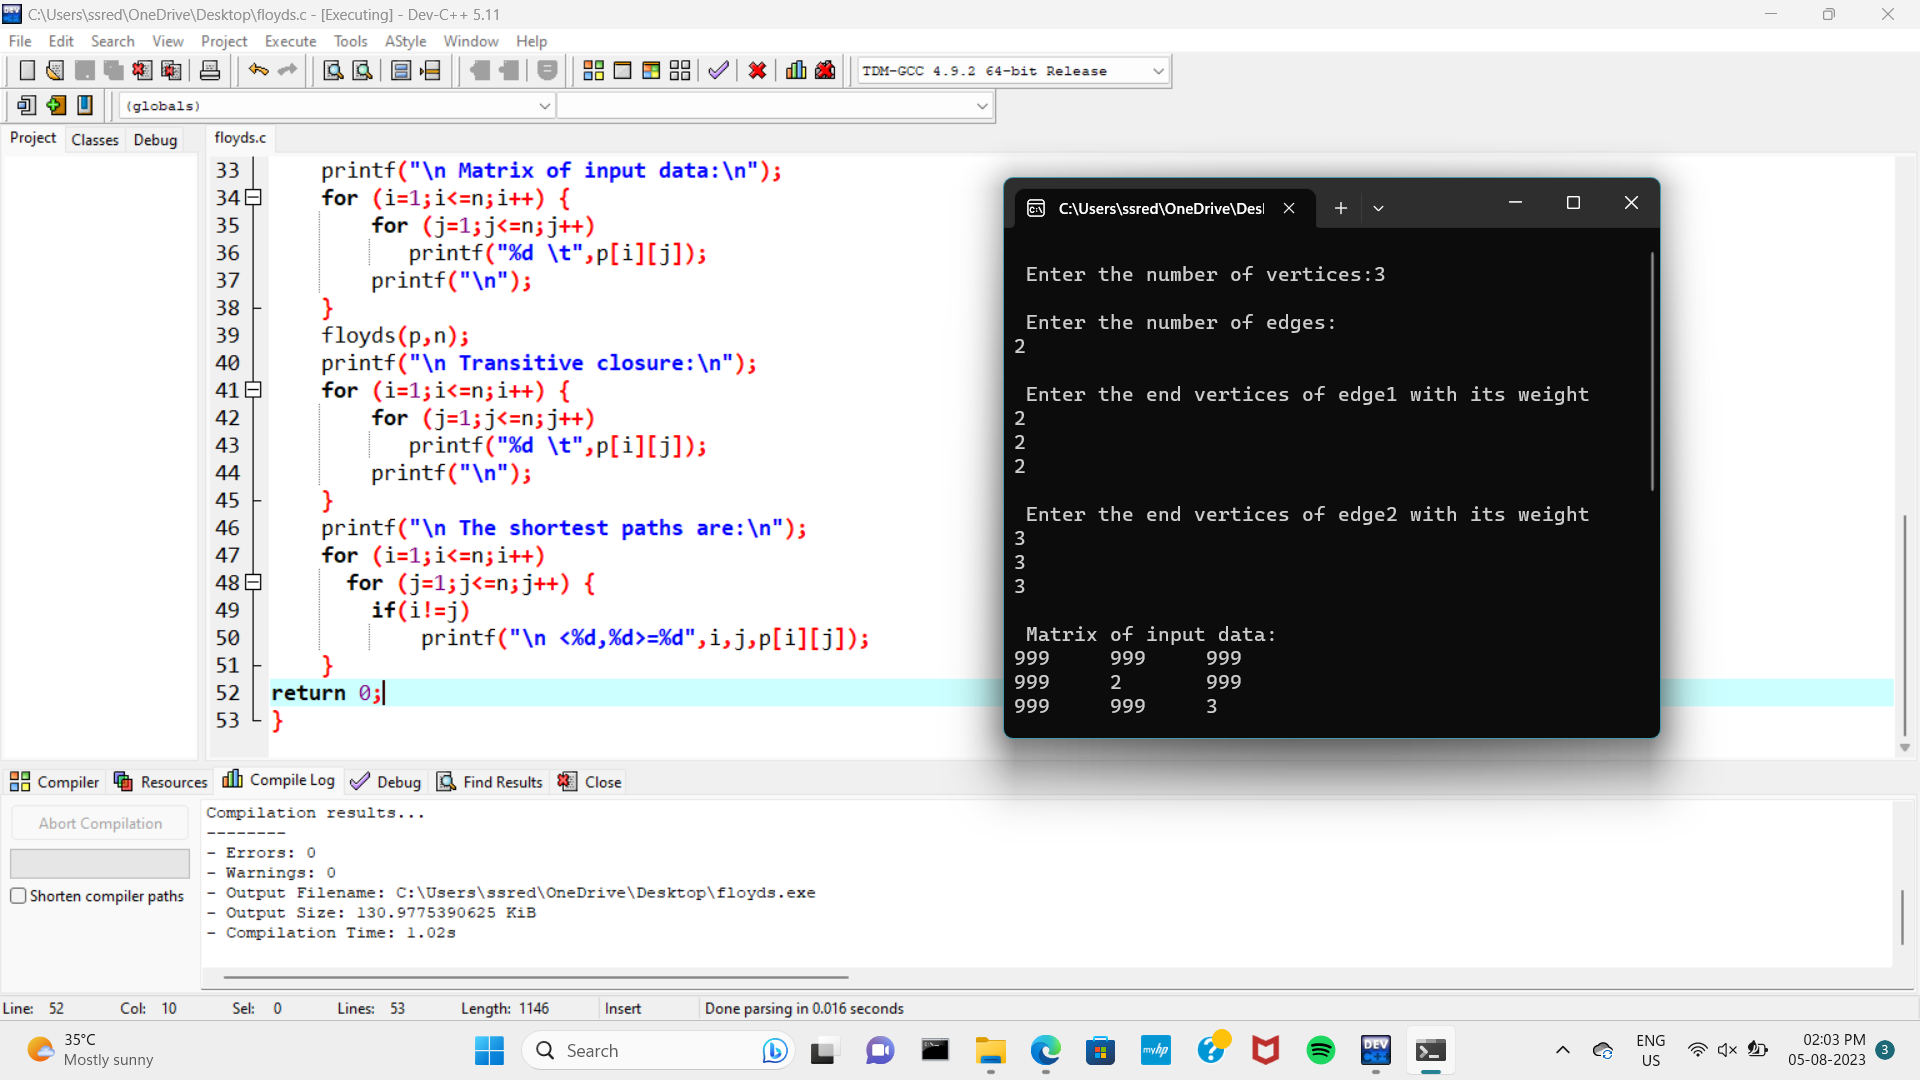 C:\Users\ssred\OneDrive\Desktop\floyds.c - [Executing] - Dev-C++ 5.11
File Edit Search View Project Execute Tools AStyle Window Help
TDM-GCC 4.9.2 64-bit Release
(globals)
Project Classes Debug
floyds.c
33 printf("\n Matrix of input data:\n");
34 for (i=1;i<=n;i++) {
35 for (j=1;j<=n;j++)
36 printf("%d \t",p[i][j]);
37 printf("\n");
38 }
39 floyds(p,n);
40 printf("\n Transitive closure:\n");
41 for (i=1;i<=n;i++) {
42 for (j=1;j<=n;j++)
43 printf("%d \t",p[i][j]);
44 printf("\n");
45 }
46 printf("\n The shortest paths are:\n");
47 for (i=1;i<=n;i++)
48 for (j=1;j<=n;j++) {
49 if(i!=j)
50 printf("\n <%d,%d>=%d",i,j,p[i][j]);
51 }
52 return 0;
53 }
C:\Users\ssred\OneDrive\Des
Enter the number of vertices:3
Enter the number of edges:
2
Enter the end vertices of edge1 with its weight
2
2
2
Enter the end vertices of edge2 with its weight
3
3
3
Matrix of input data:
999 999 999
999 2 999
999 999 3
Compiler Resources Compile Log Debug Find Results Close
Abort Compilation
Shorten compiler paths
Compilation results...
--------
- Errors: 0
- Warnings: 0
- Output Filename: C:\Users\ssred\OneDrive\Desktop\floyds.exe
- Output Size: 130.9775390625 KiB
- Compilation Time: 1.02s
Line: 52 Col: 10 Sel: 0 Lines: 53 Length: 1146 Insert Done parsing in 0.016 seconds
35°C
Mostly sunny
Search
myhp
DEV
C++
ENG
US
02:03 PM
05-08-2023
3